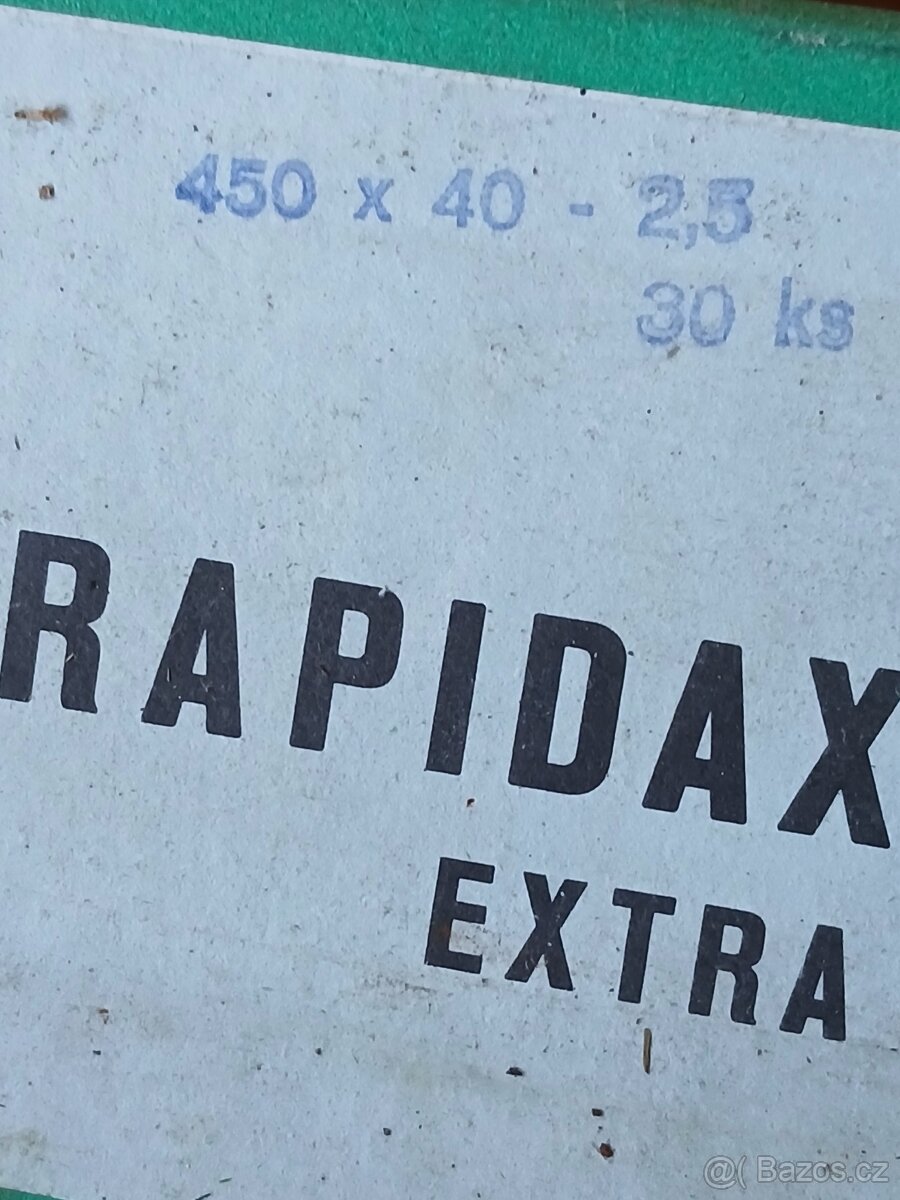 450 x 40 - 2,5
30 ks
RAPIDAX
EXTRA
@( Bazos.cz